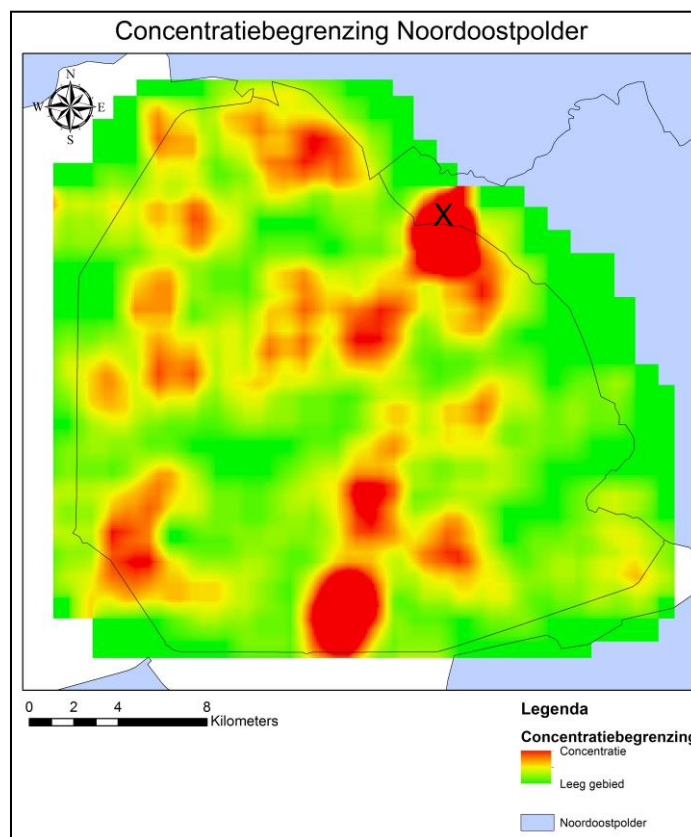 Concentratiebegrenzing Noordoostpolder
N
W E
S
X
0 2 4 8
Kilometers
Legenda
Concentratiebegrenzing
Concentratie
Leeg gebied
Noordoostpolder